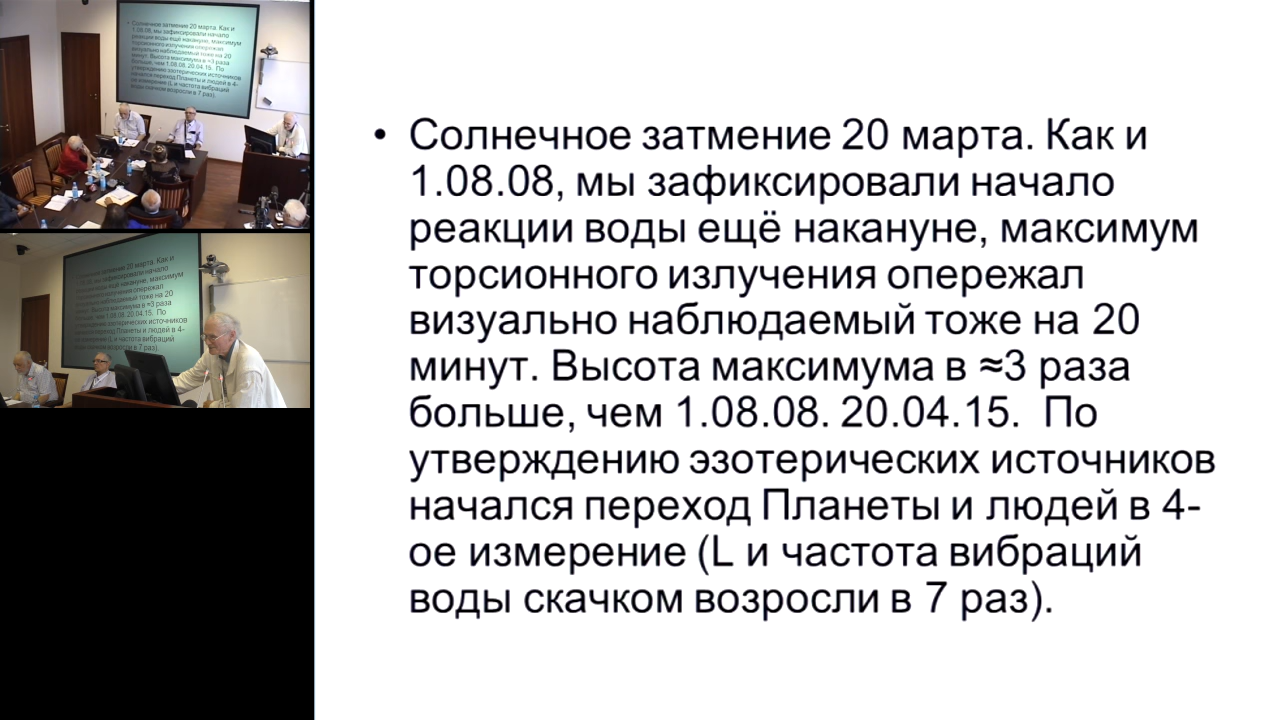 • Солнечное затмение 20 марта. Как и
1.08.08, мы зафиксировали начало
реакции воды ещё накануне, максимум
торсионного излучения опережал
визуально наблюдаемый тоже на 20
минут. Высота максимума в ≈3 раза
больше, чем 1.08.08. 20.04.15.  По
утверждению эзотерических источников
начался переход Планеты и людей в 4-
ое измерение (L и частота вибраций
воды скачком возросли в 7 раз).